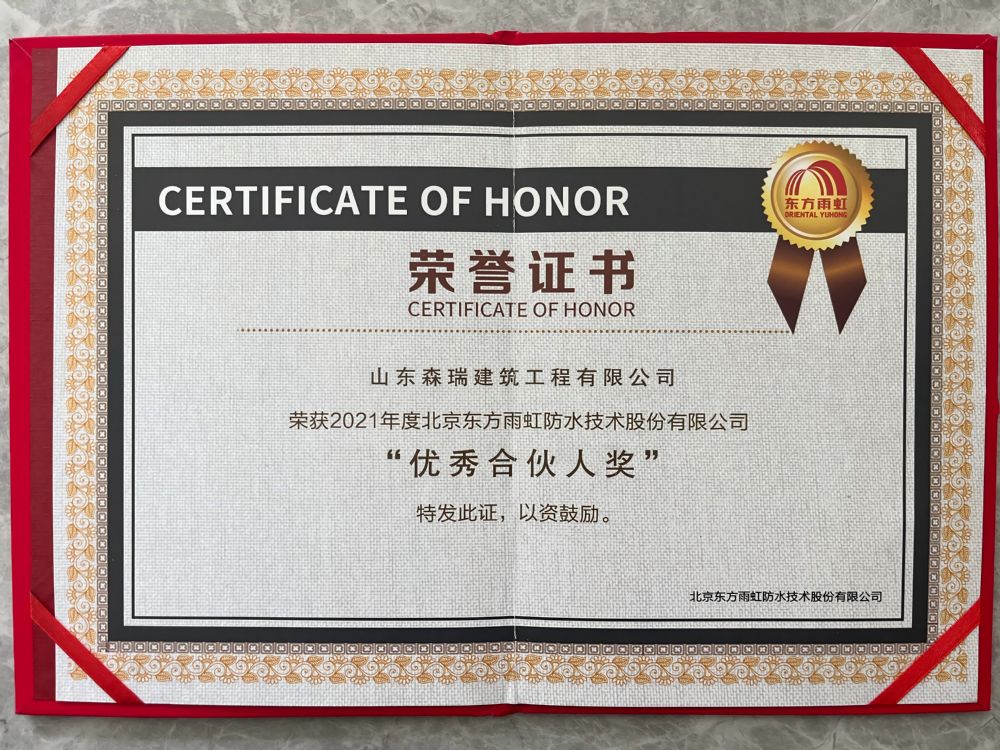 CERTIFICATE OF HONOR
东方雨虹
ORIENTAL YUHONG
荣誉证书
CERTIFICATE OF HONOR
山东森瑞建筑工程有限公司
荣获2021年度北京东方雨虹防水技术股份有限公司
“优秀合伙人奖”
特发此证，以资鼓励。
北京东方雨虹防水技术股份有限公司